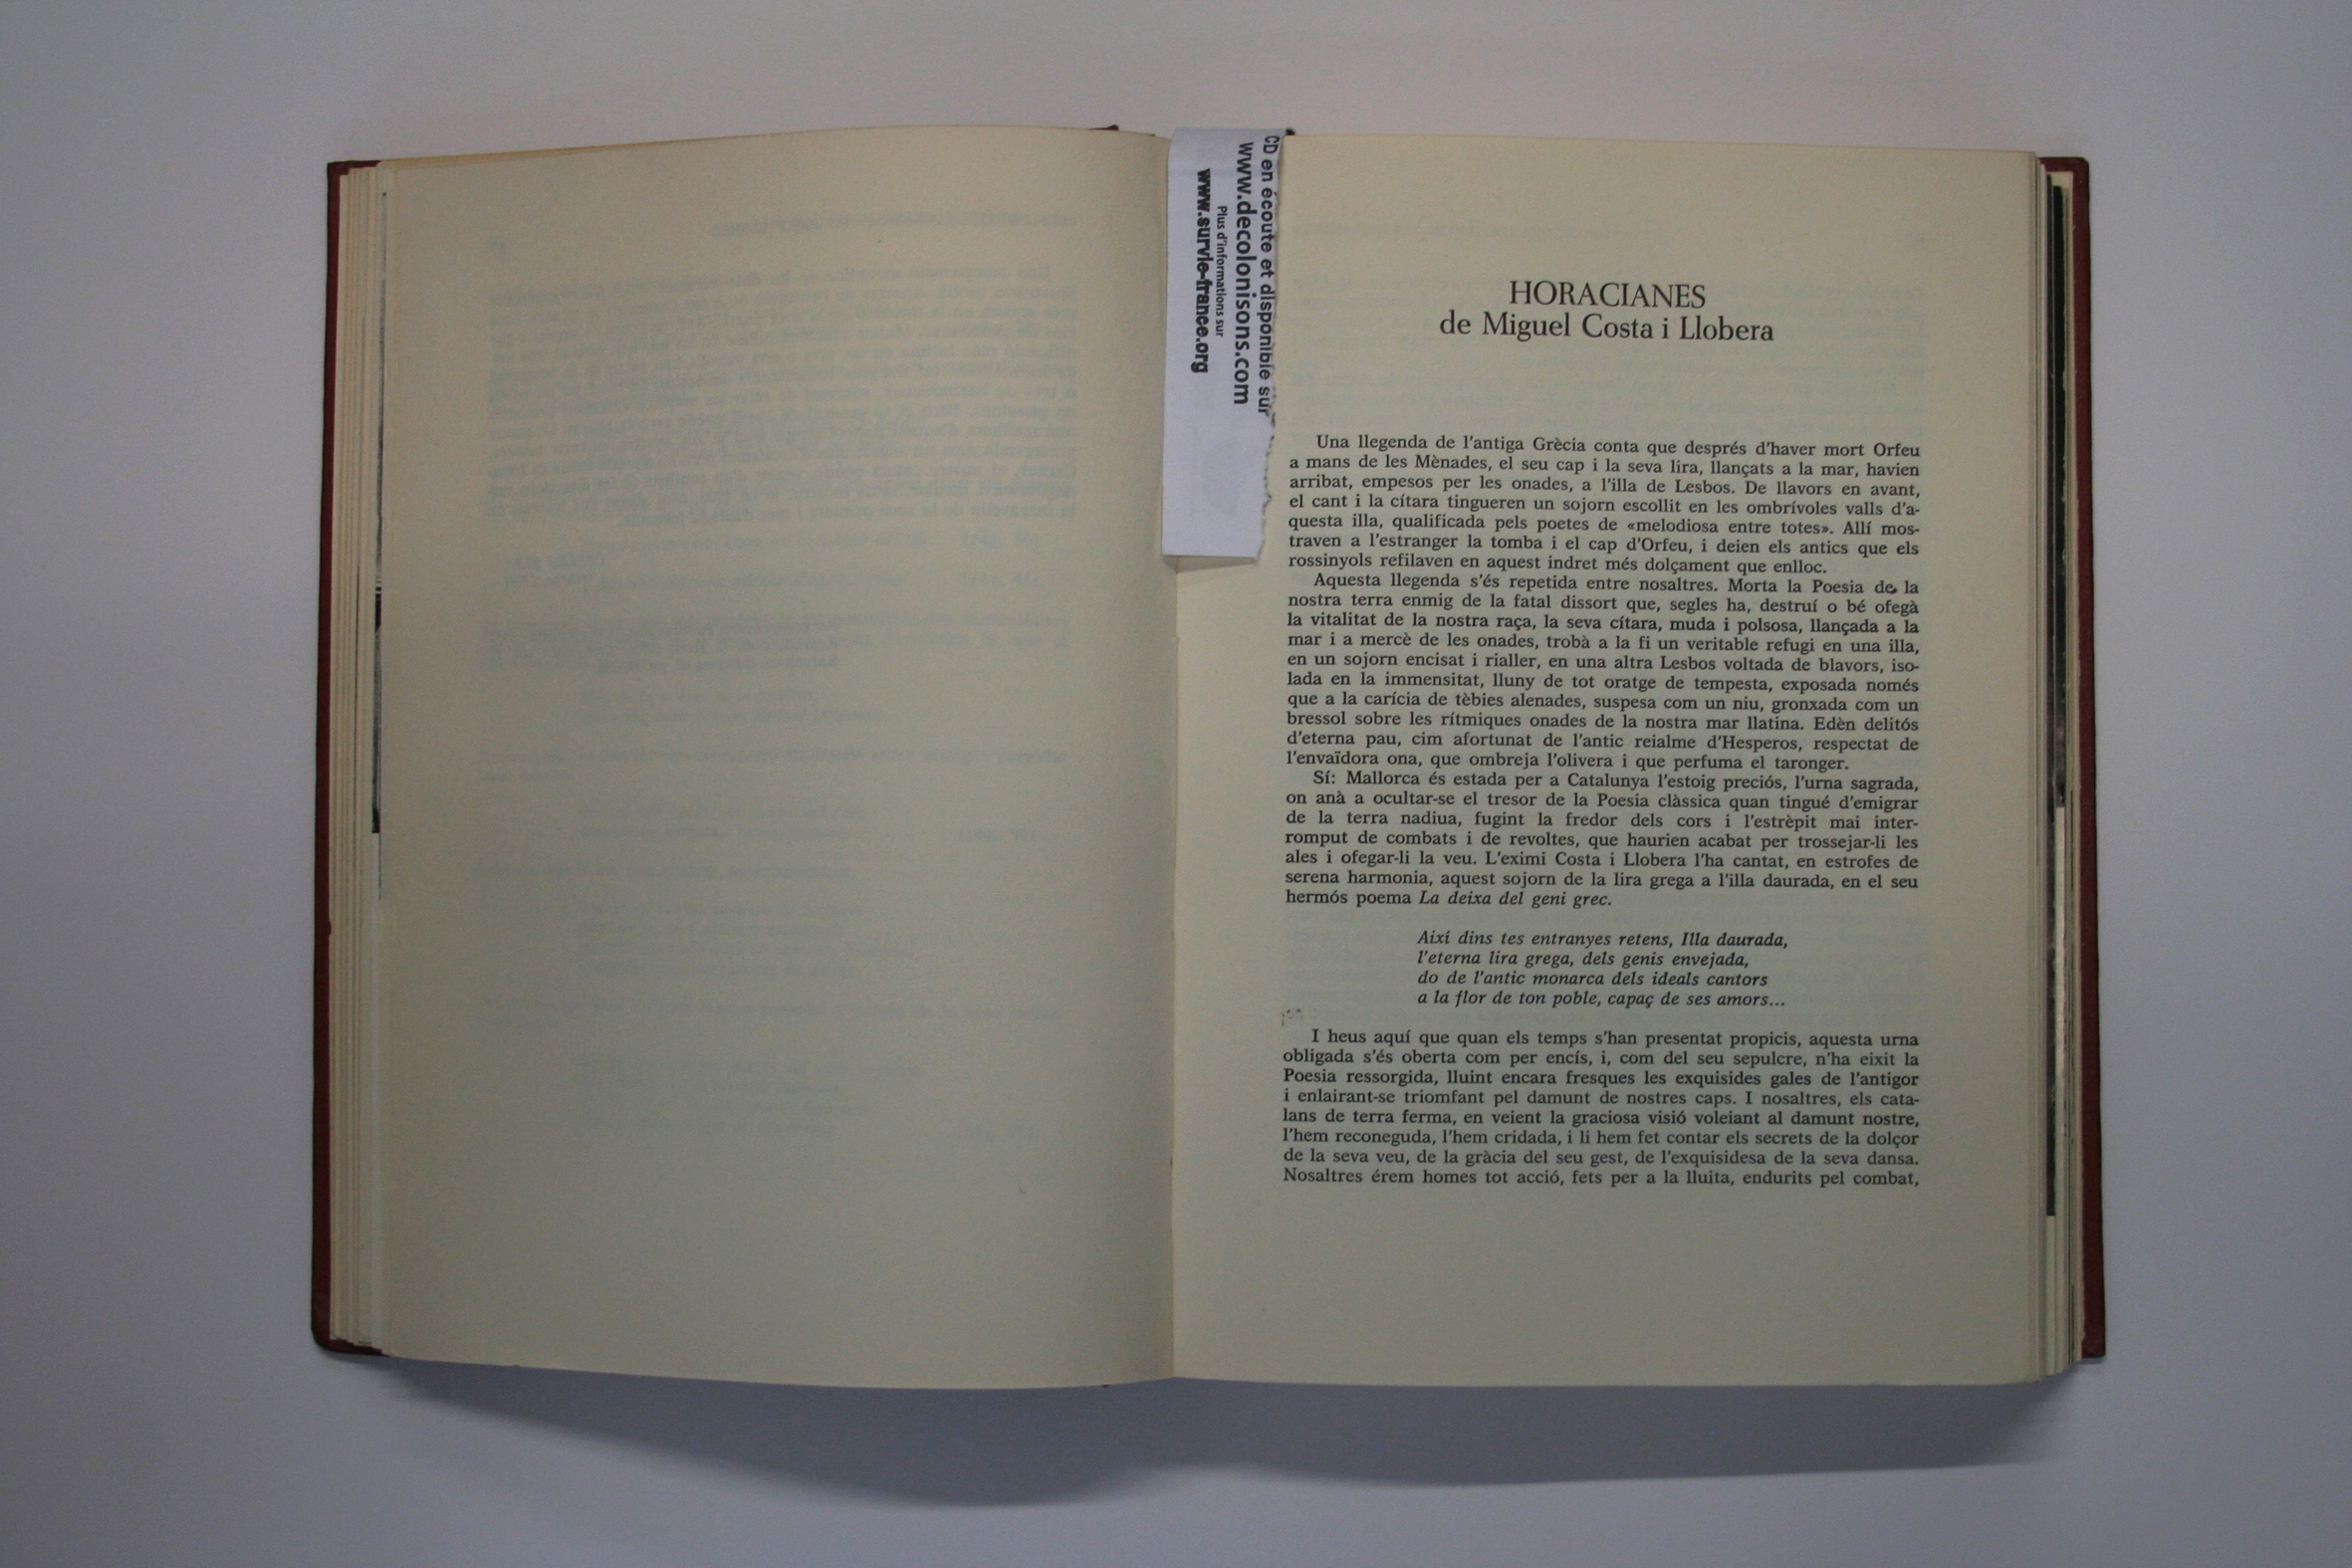 CD en écoute et disponible sur
www.decolonisons.com
Plus d'informations sur
www.survie-france.org
HORACIANES
de Miguel Costa i Llobera
Una llegenda de l'antiga Grècia conta que després d'haver mort Orfeu
a mans de les Mènades, el seu cap i la seva lira, llançats a la mar, havien
arribat, empesos per les onades, a l'illa de Lesbos. De llavors en avant,
el cant i la cítara tingueren un sojorn escollit en les ombrívoles valls d'a-
questa illa, qualificada pels poetes de «melodiosa entre totes». Allí mos-
traven a l'estranger la tomba i el cap d'Orfeu, i deien els antics que els
rossinyols refilaven en aquest indret més dolçament que enlloc.
Aquesta llegenda s'és repetida entre nosaltres. Morta la Poesia de la
nostra terra enmig de la fatal dissort que, segles ha, destruí o bé ofegà
la vitalitat de la nostra raça, la seva cítara, muda i polsosa, llançada a la
mar i a mercè de les onades, trobà a la fi un veritable refugi en una illa,
en un sojorn encisat i rialler, en una altra Lesbos voltada de blavors, iso-
lada en la immensitat, lluny de tot oratge de tempesta, exposada només
que a la carícia de tèbies alenades, suspesa com un niu, gronxada com un
bressol sobre les rítmiques onades de la nostra mar llatina. Edèn delitós
d'eterna pau, cim afortunat de l'antic reialme d'Hesperos, respectat de
l'envaïdora ona, que ombreja l'olivera i que perfuma el taronger.
Sí: Mallorca és estada per a Catalunya l'estoig preciós, l'urna sagrada,
on anà a ocultar-se el tresor de la Poesia clàssica quan tingué d'emigrar
de la terra nadiua, fugint la fredor dels cors i l'estrèpit mai inter-
romput de combats i de revoltes, que haurien acabat per trossejar-li les
ales i ofegar-li la veu. L'eximi Costa i Llobera l'ha cantat, en estrofes de
serena harmonia, aquest sojorn de la lira grega a l'illa daurada, en el seu
hermós poema La deixa del geni grec.
Així dins tes entranyes retens, Illa daurada,
l'eterna lira grega, dels genis envejada,
do de l'antic monarca dels ideals cantors
a la flor de ton poble, capaç de ses amors...
I heus aquí que quan els temps s'han presentat propicis, aquesta urna
obligada s'és oberta com per encís, i, com del seu sepulcre, n'ha eixit la
Poesia ressorgida, lluint encara fresques les exquisides gales de l'antigor
i enlairant-se triomfant pel damunt de nostres caps. I nosaltres, els cata-
lans de terra ferma, en veient la graciosa visió voleiant al damunt nostre,
l'hem reconeguda, l'hem cridada, i li hem fet contar els secrets de la dolçor
de la seva veu, de la gràcia del seu gest, de l'exquisidesa de la seva dansa.
Nosaltres érem homes tot acció, fets per a la lluita, endurits pel combat,